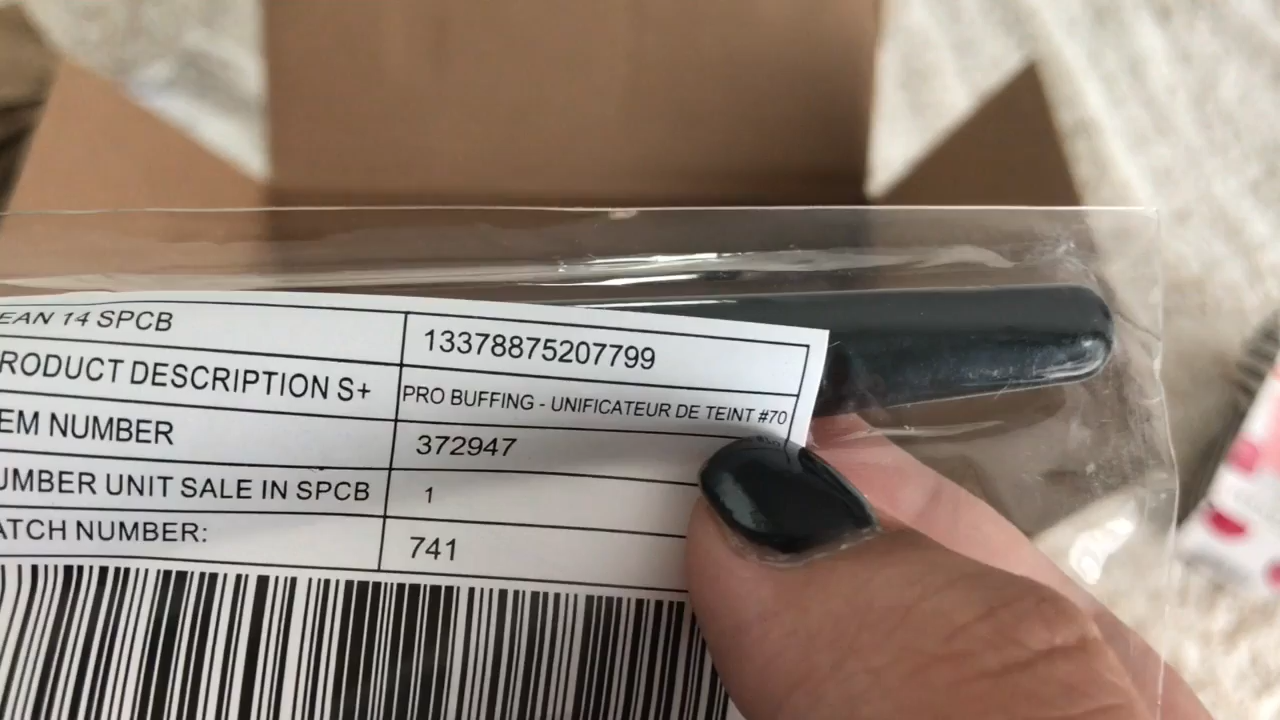 EAN 14 SPCB 13378875207799
RODUCT DESCRIPTION S+ PRO BUFFING - UNIFICATEUR DE TEINT #70
EM NUMBER 372947
UMBER UNIT SALE IN SPCB 1
ATCH NUMBER: 741